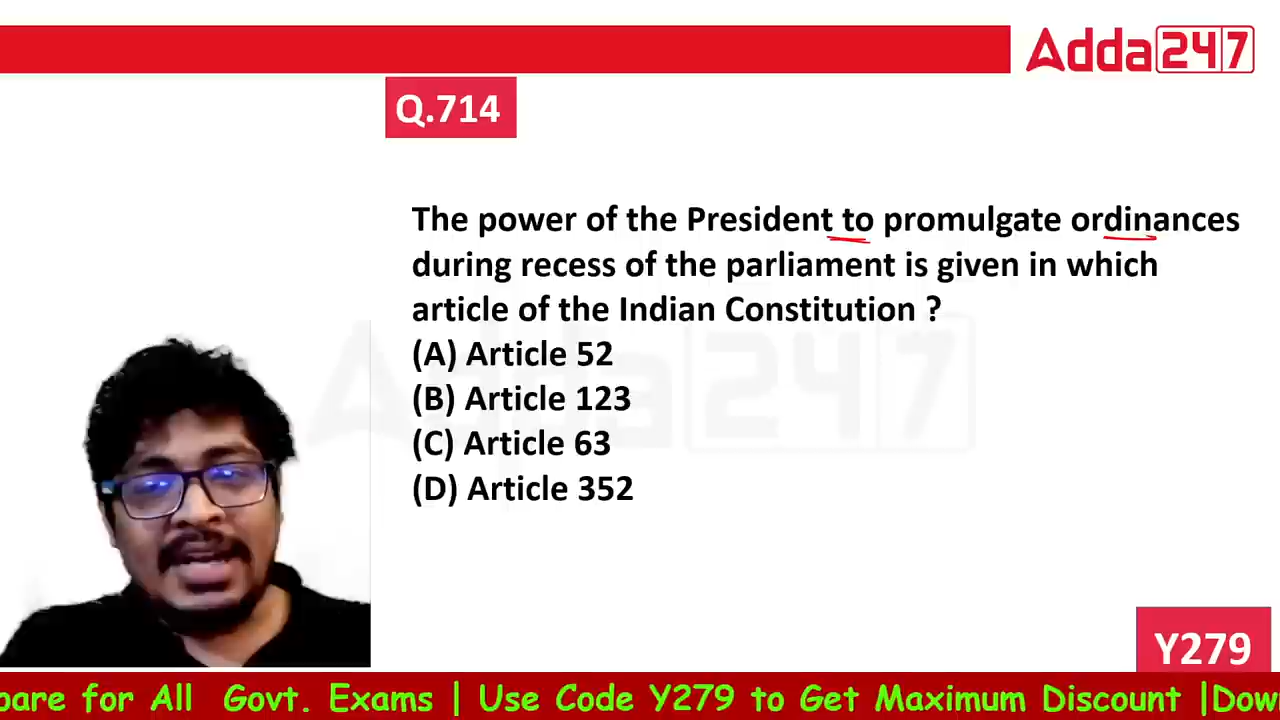 Adda247
Q.714
The power of the President to promulgate ordinances
during recess of the parliament is given in which
article of the Indian Constitution ?
(A) Article 52
(B) Article 123
(C) Article 63
(D) Article 352
Adda247
Y279
pare for All Govt. Exams | Use Code Y279 to Get Maximum Discount |Dow